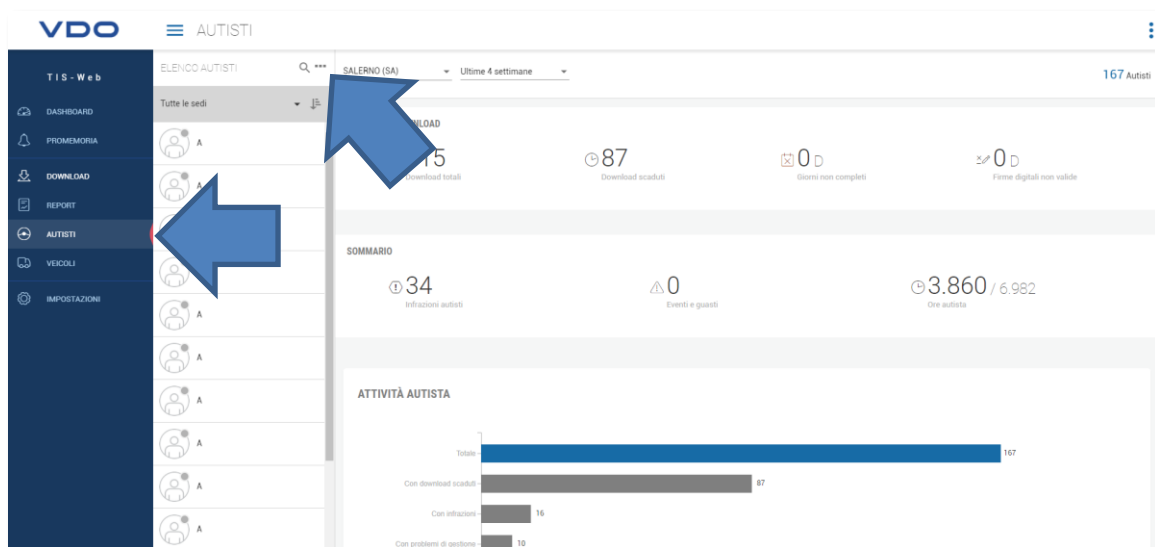 VDO
AUTISTI
TIS-Web
DASHBOARD
PROMEMORIA
DOWNLOAD
REPORT
AUTISTI
VEICOLI
IMPOSTAZIONI
ELENCO AUTISTI
Tutte le sedi
A
A
A
A
A
A
A
A
A
SALERNO (SA)
Ultime 4 settimane
167 Autisti
87
Download totali
Download scaduti
0 D
Giorni non completi
0 D
Firme digitali non valide
SOMMARIO
34
Infrazioni autisti
0
Eventi e guasti
3.860 / 6.982
Ore autista
ATTIVITÀ AUTISTA
Totale
167
Con download scaduti
87
Con infrazioni
16
Con problemi di gestione
10